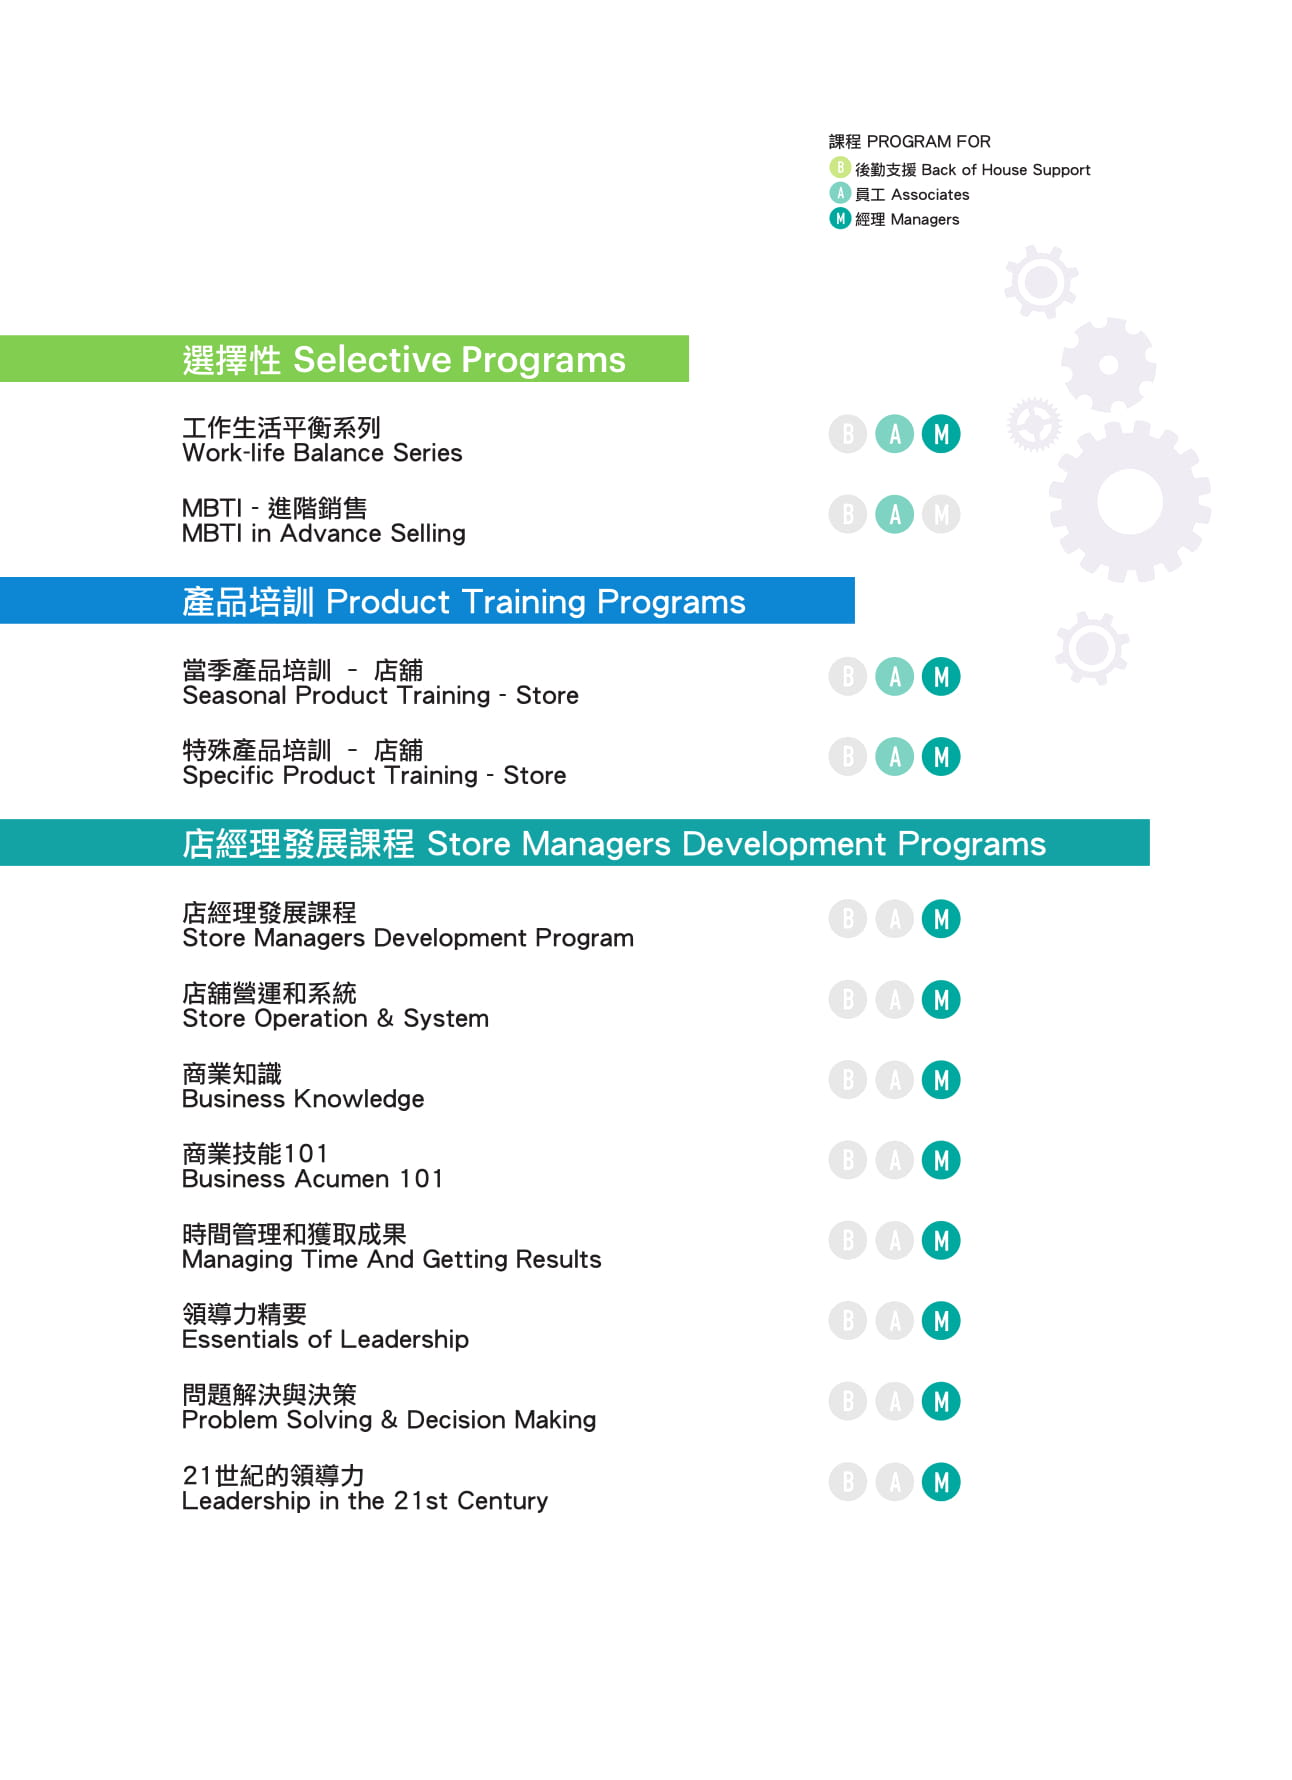 課程 PROGRAM FOR
B 後勤支援 Back of House Support
A 員工 Associates
M 經理 Managers
選擇性 Selective Programs
工作生活平衡系列
Work-life Balance Series
B A M
MBTI - 進階銷售
MBTI in Advance Selling
B A M
產品培訓 Product Training Programs
當季產品培訓 - 店舖
Seasonal Product Training - Store
B A M
特殊產品培訓 - 店舖
Specific Product Training - Store
B A M
店經理發展課程 Store Managers Development Programs
店經理發展課程
Store Managers Development Program
B A M
店舖營運和系統
Store Operation & System
B A M
商業知識
Business Knowledge
B A M
商業技能101
Business Acumen 101
B A M
時間管理和獲取成果
Managing Time And Getting Results
B A M
領導力精要
Essentials of Leadership
B A M
問題解決與決策
Problem Solving & Decision Making
B A M
21世紀的領導力
Leadership in the 21st Century
B A M